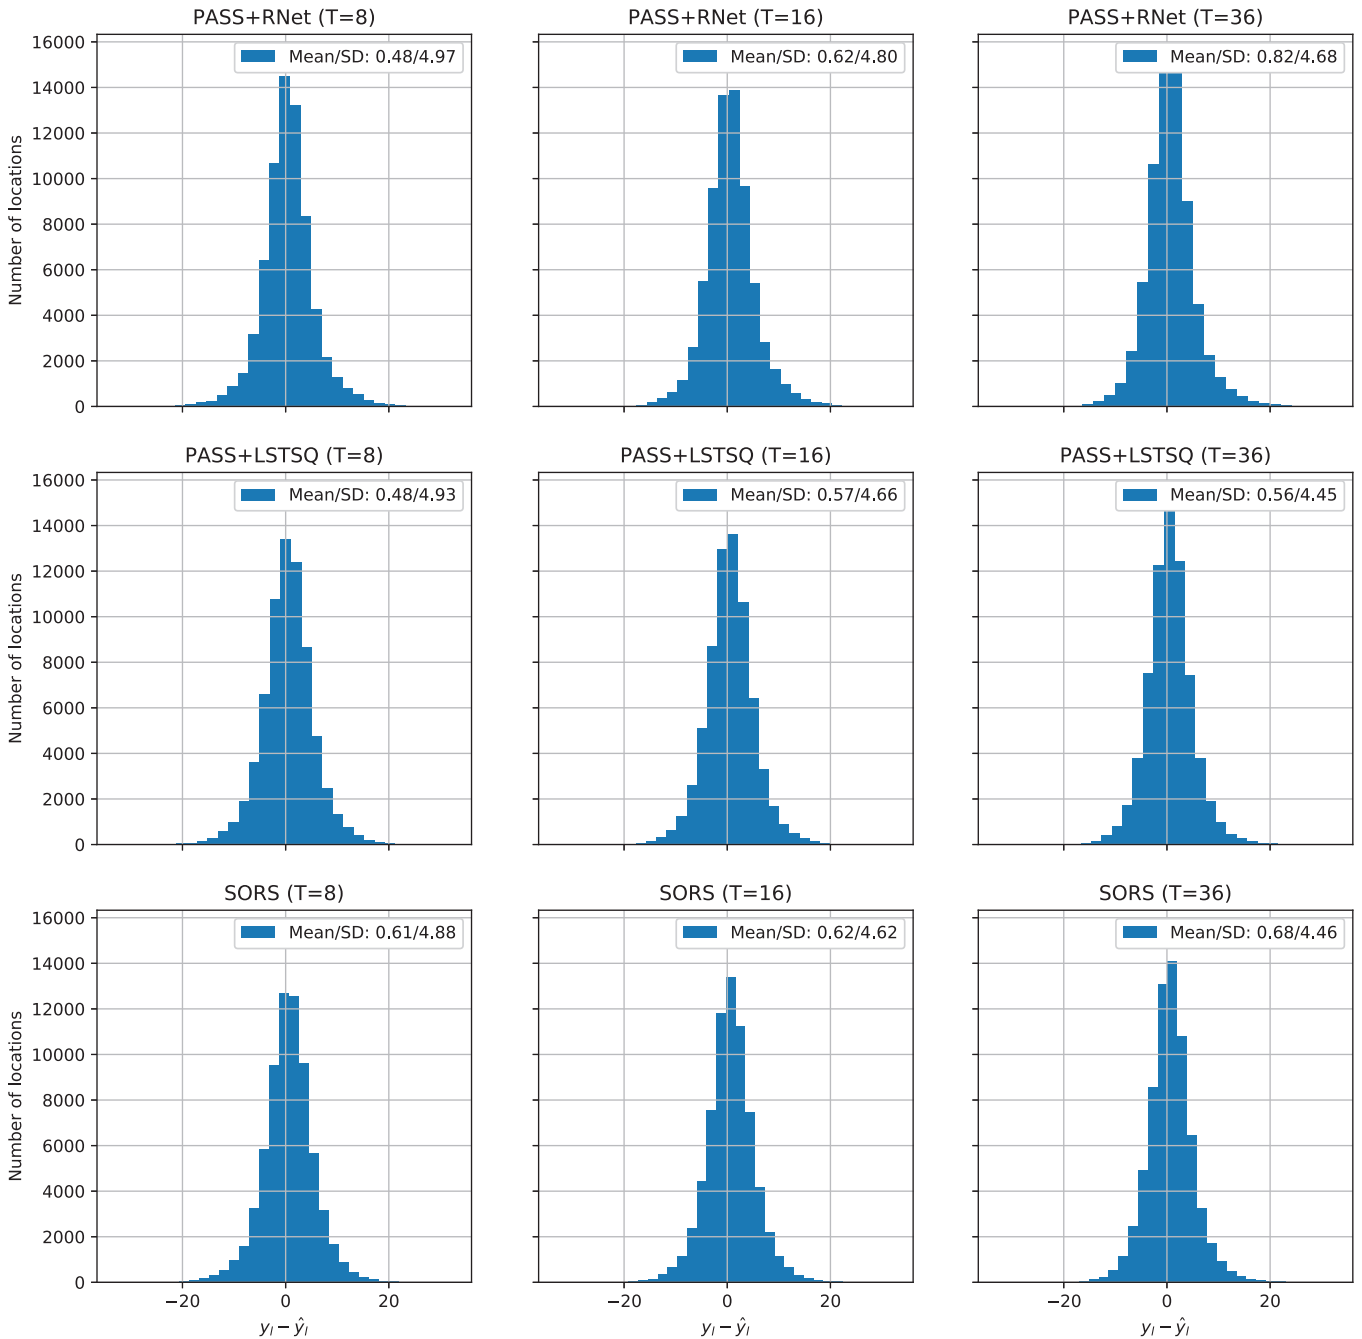 PASS+RNet (T=8)
PASS+RNet (T=16)
PASS+RNet (T=36)
Number of locations
16000
14000
12000
10000
8000
6000
4000
2000
0
Mean/SD: 0.48/4.97
Mean/SD: 0.62/4.80
Mean/SD: 0.82/4.68
PASS+LSTSQ (T=8)
PASS+LSTSQ (T=16)
PASS+LSTSQ (T=36)
Number of locations
16000
14000
12000
10000
8000
6000
4000
2000
0
Mean/SD: 0.48/4.93
Mean/SD: 0.57/4.66
Mean/SD: 0.56/4.45
SORS (T=8)
SORS (T=16)
SORS (T=36)
Number of locations
16000
14000
12000
10000
8000
6000
4000
2000
0
Mean/SD: 0.61/4.88
Mean/SD: 0.62/4.62
Mean/SD: 0.68/4.46
−20 0 20
−20 0 20
−20 0 20
y_l − ŷ_l
y_l − ŷ_l
y_l − ŷ_l